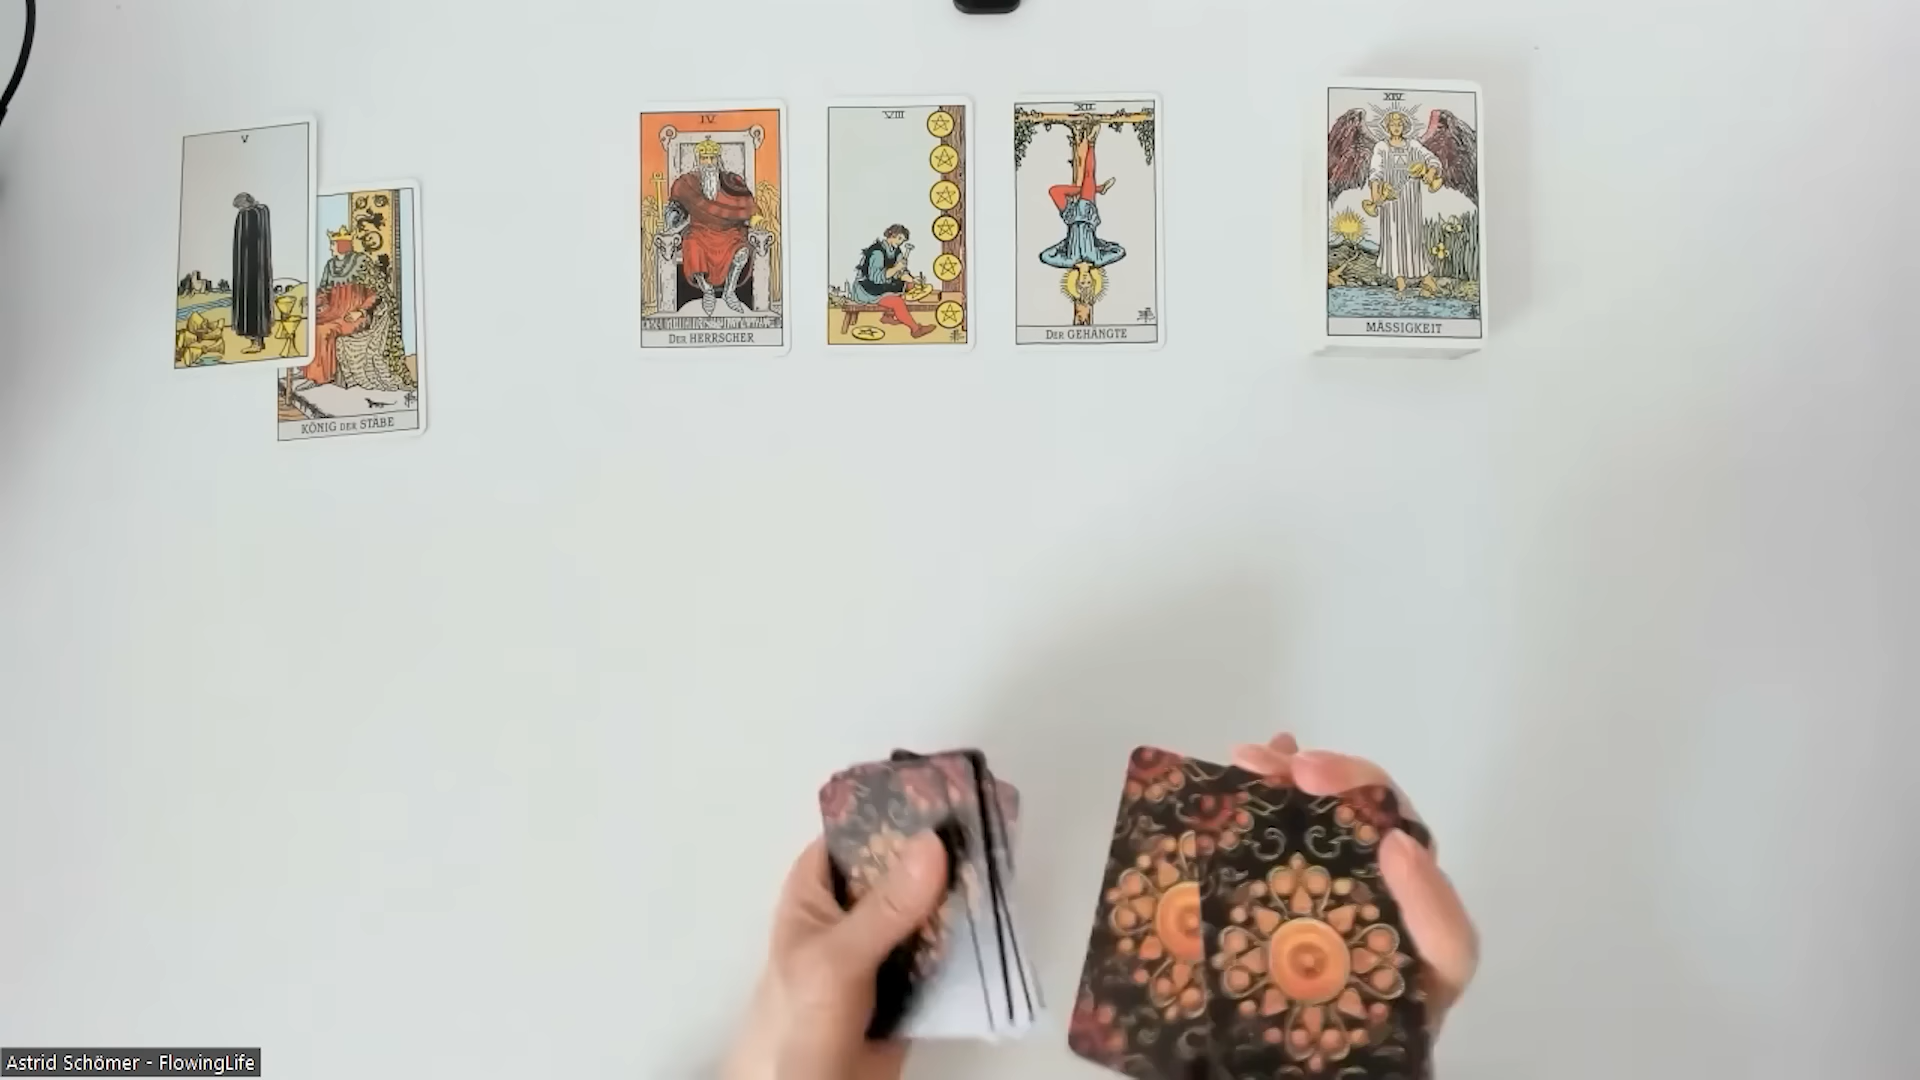 V
KÖNIG DER STÄBE
IV
DER HERRSCHER
VIII
XII
DER GEHÄNGTE
XIV
MÄSSIGKEIT
Astrid Schömer - FlowingLife